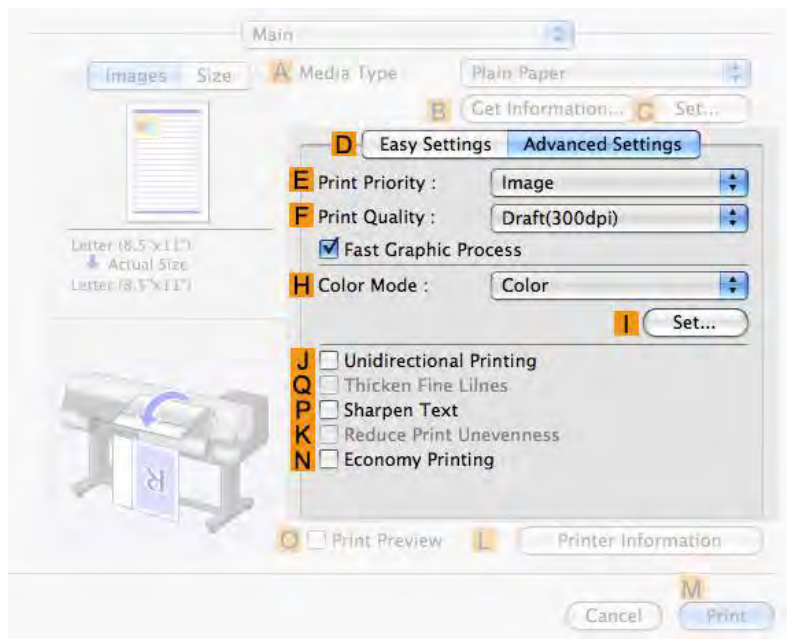 Main
Images Size A Media Type Plain Paper
B Get Information... C Set...
D Easy Settings Advanced Settings
E Print Priority : Image
F Print Quality : Draft(300dpi)
Fast Graphic Process
Letter (8.5"x11")
Actual Size
Letter (8.5"x11")
H Color Mode : Color
I Set...
J Unidirectional Printing
Q Thicken Fine Lilnes
P Sharpen Text
K Reduce Print Unevenness
N Economy Printing
R
O Print Preview L Printer Information
M
Cancel Print